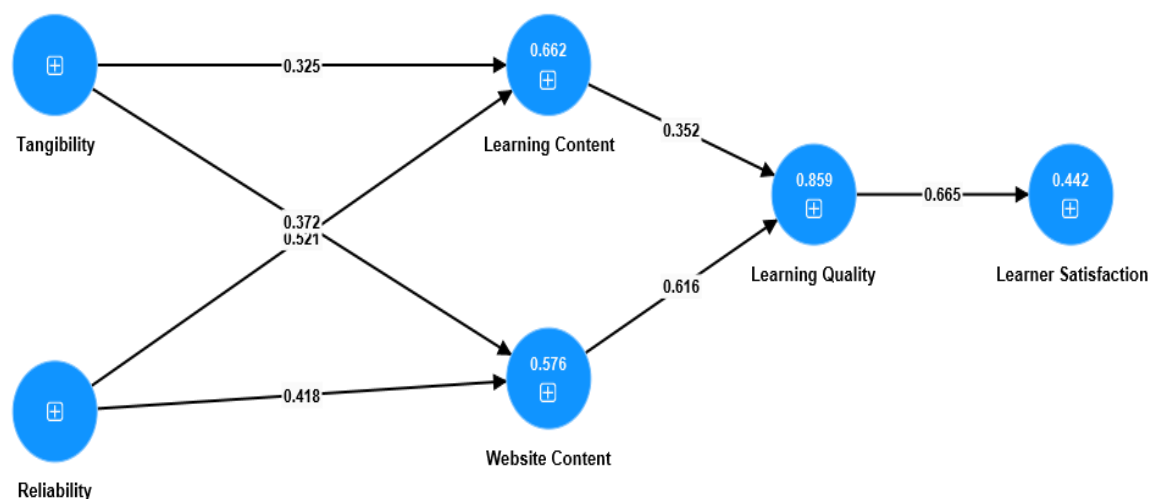 0.662
0.325
Tangibility
Learning Content
0.352
0.859
0.665
0.442
0.372
0.521
Learning Quality
Learner Satisfaction
0.616
0.576
0.418
Website Content
Reliability